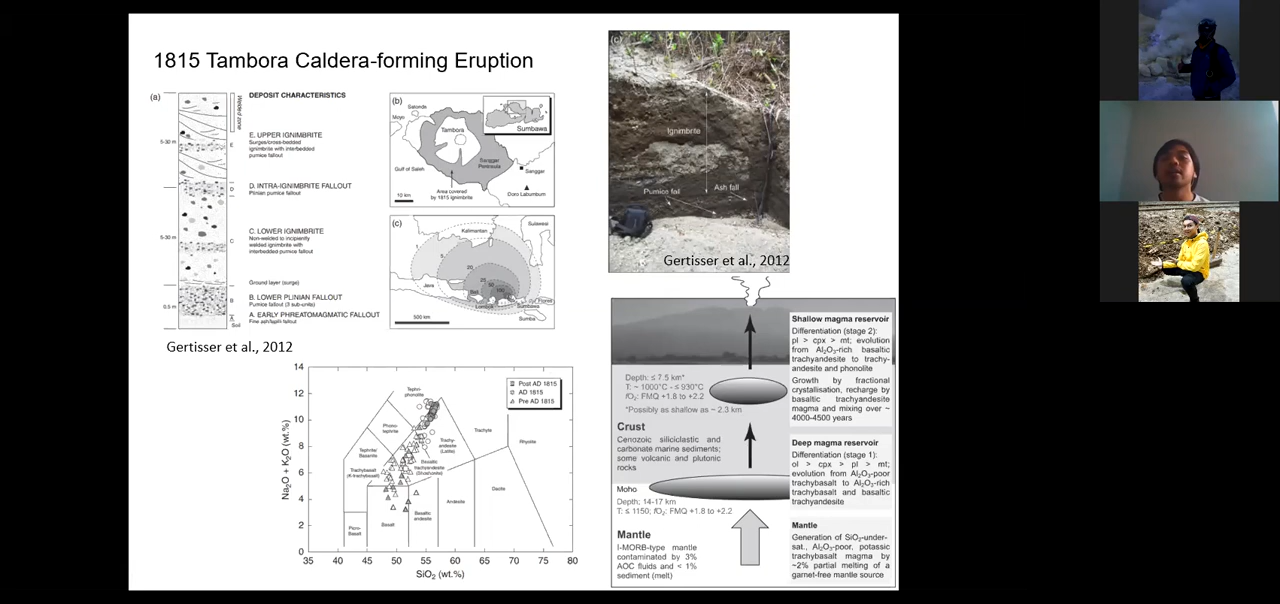 1815 Tambora Caldera-forming Eruption
(a)
DEPOSIT CHARACTERISTICS
Welded zone
5-30 m
E
E. UPPER IGNIMBRITE
Surges/cross-bedded
ignimbrite with interbedded
pumice fallout
D
D. INTRA-IGNIMBRITE FALLOUT
Plinian pumice fallout
5-30 m
C
C. LOWER IGNIMBRITE
Non-welded to incipiently
welded ignimbrite with
interbedded pumice fallout
Ground layer (surge)
0.5 m
B
B. LOWER PLINIAN FALLOUT
Pumice fallout (3 sub-units)
A
A. EARLY PHREATOMAGMATIC FALLOUT
Fine ash/lapilli fallout
Soil
Gertisser et al., 2012
(b)
Satonda
Moyo
Tambora
Sumbawa
Sanggar
Peninsula
Gulf of Saleh
Sanggar
Area covered
by 1815 ignimbrite
Doro Labumbum
10 km
(c)
Kalimantan
Sulawesi
1
5
20
25
50
100
Java
Bali
Lombok
Sumbawa
Flores
Sumba
500 km
(c)
Ignimbrite
Pumice fall
Ash fall
Gertisser et al., 2012
Na2O + K2O (wt.%)
14
12
10
8
6
4
2
0
35
40
45
50
55
60
65
70
75
80
SiO2 (wt.%)
Post AD 1815
AD 1815
Pre AD 1815
Tephri
phonolite
Phono-
tephrite
Tephrite/
Basanite
Trachybasalt
(K-trachybasalt)
Basaltic
trachyandesite
(Shoshonite)
Trachy-
andesite
(Latite)
Trachyte
Rhyolite
Picro-
Basalt
Basalt
Basaltic
andesite
Andesite
Dacite
Depth: ≤ 7.5 km*
T: ~ 1000°C - ≤ 930°C
fO2: FMQ +1.8 to +2.2
*Possibly as shallow as ~ 2.3 km
Crust
Cenozoic siliciclastic and
carbonate marine sediments;
some volcanic and plutonic
rocks
Moho
Depth; 14-17 km
T: ≤ 1150; fO2: FMQ +1.8 to +2.2
Mantle
I-MORB-type mantle
contaminated by 3%
AOC fluids and < 1%
sediment (melt)
Shallow magma reservoir
Differentiation (stage 2):
pl > cpx > mt; evolution
from Al2O3-rich basaltic
trachyandesite to trachy-
andesite and phonolite
Growth by fractional
crystallisation, recharge by
basaltic trachyandesite
magma and mixing over ~
4000-4500 years
Deep magma reservoir
Differentiation (stage 1):
ol > cpx > pl > mt;
evolution from Al2O3-poor
trachybasalt to Al2O3-rich
trachybasalt and basaltic
trachyandesite
Mantle
Generation of SiO2-under-
sat., Al2O3-poor, potassic
trachybasalt magma by
~2% partial melting of a
garnet-free mantle source